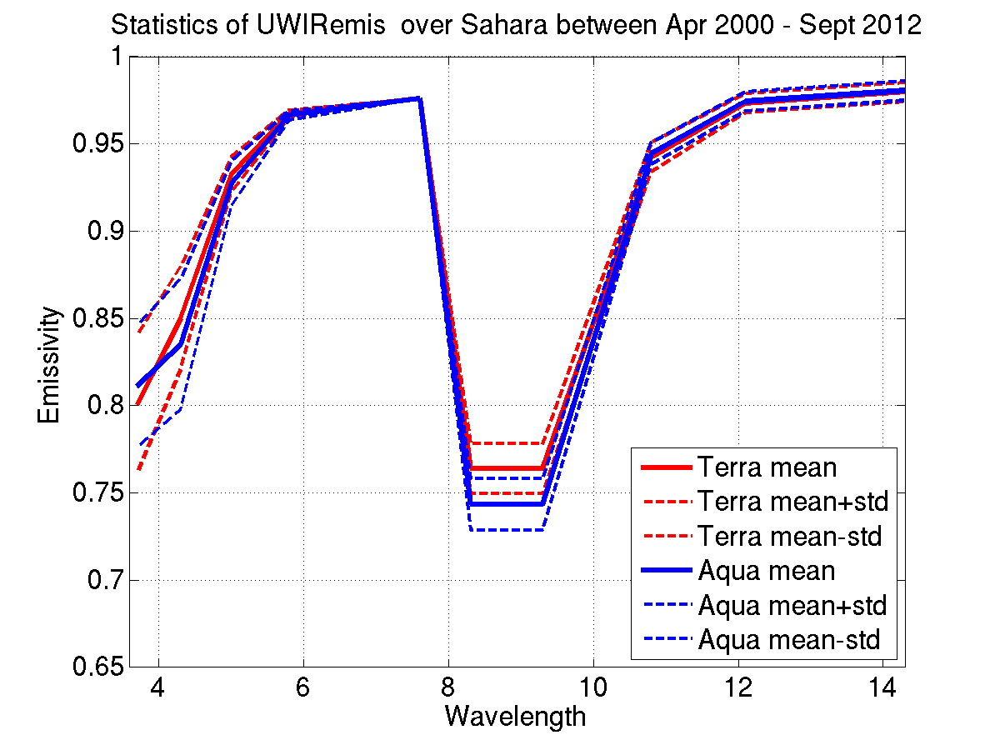 Statistics of UWIRemis  over Sahara between Apr 2000 - Sept 2012
1
0.95
0.9
0.85
0.8
0.75
0.7
0.65
Emissivity
4 6 8 10 12 14
Wavelength
Terra mean
Terra mean+std
Terra mean-std
Aqua mean
Aqua mean+std
Aqua mean-std